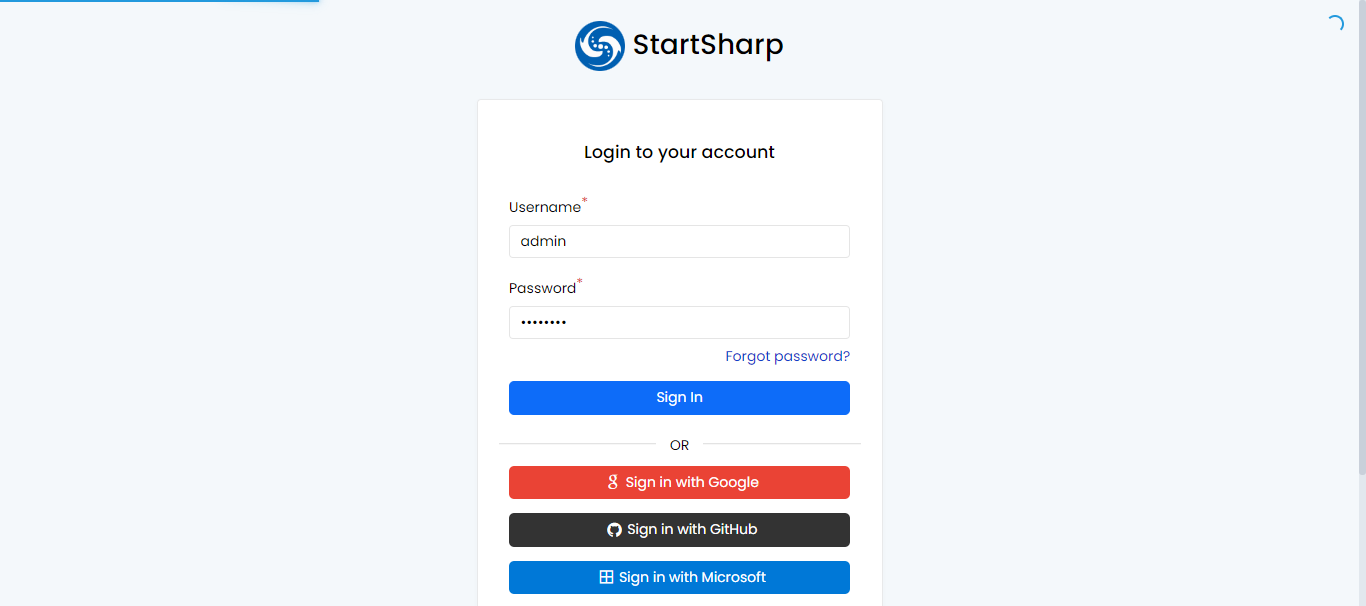 StartSharp
Login to your account
Username*
admin
Password*
••••••••
Forgot password?
Sign In
OR
Sign in with Google
Sign in with GitHub
Sign in with Microsoft